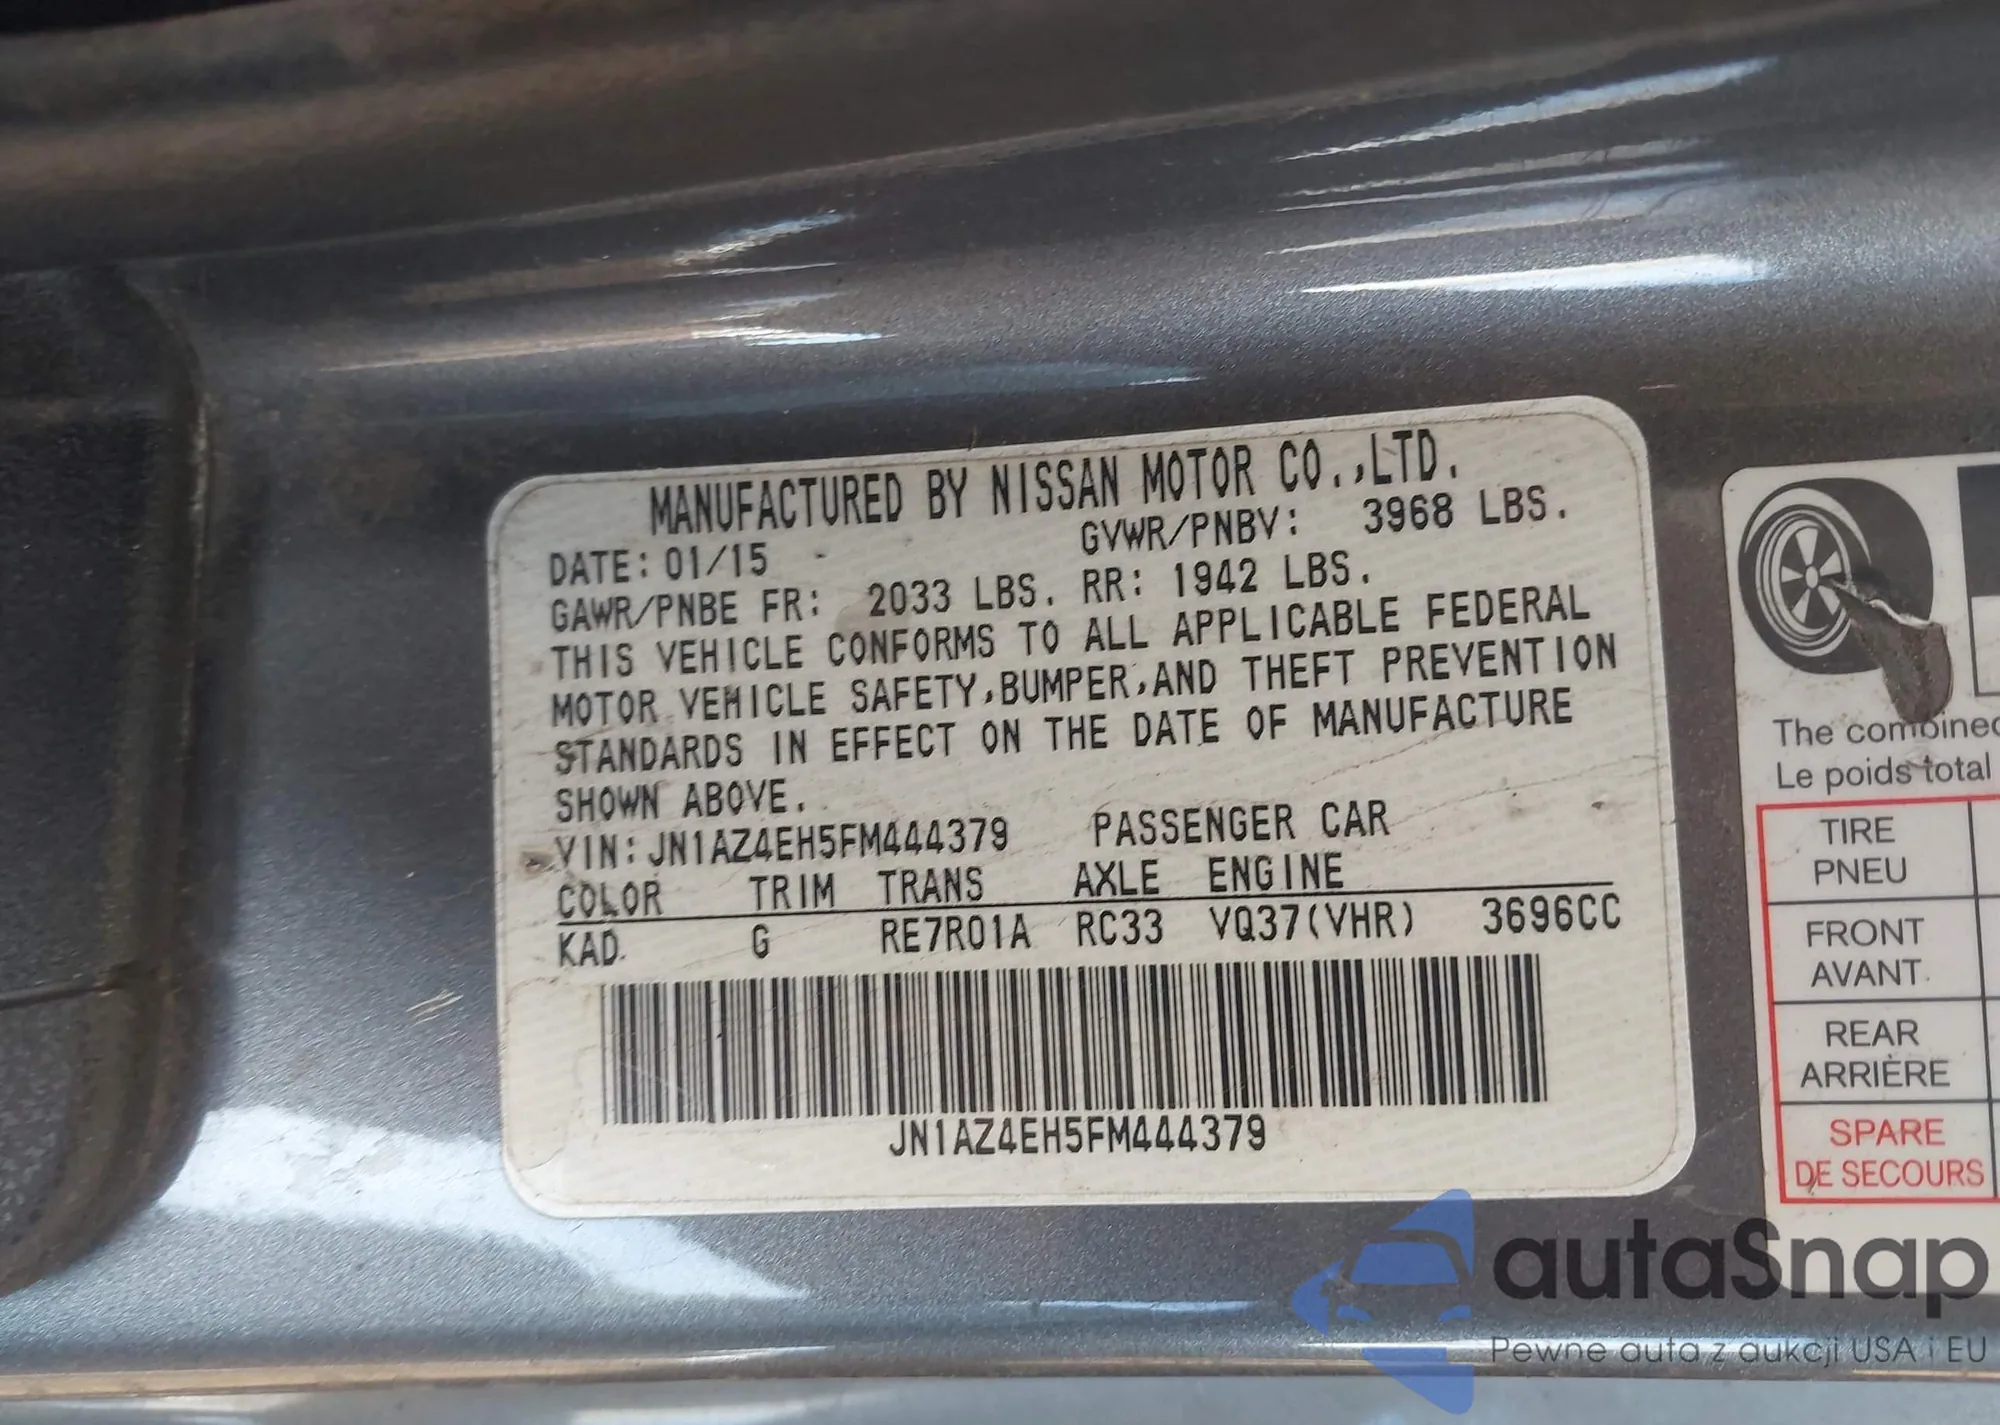 MANUFACTURED BY NISSAN MOTOR CO.,LTD.
DATE: 01/15 GVWR/PNBV: 3968 LBS.
GAWR/PNBE FR: 2033 LBS. RR: 1942 LBS.
THIS VEHICLE CONFORMS TO ALL APPLICABLE FEDERAL
MOTOR VEHICLE SAFETY,BUMPER,AND THEFT PREVENTION
STANDARDS IN EFFECT ON THE DATE OF MANUFACTURE
SHOWN ABOVE.
VIN: JN1AZ4EH5FM444379 PASSENGER CAR
COLOR TRIM TRANS AXLE ENGINE
KAD G RE7R01A RC33 VQ37(VHR) 3696CC
JN1AZ4EH5FM444379
The combined
Le poids total
TIRE
PNEU
FRONT
AVANT
REAR
ARRIÈRE
SPARE
DE SECOURS
autaSnap
Pewne auta z aukcji USA i EU